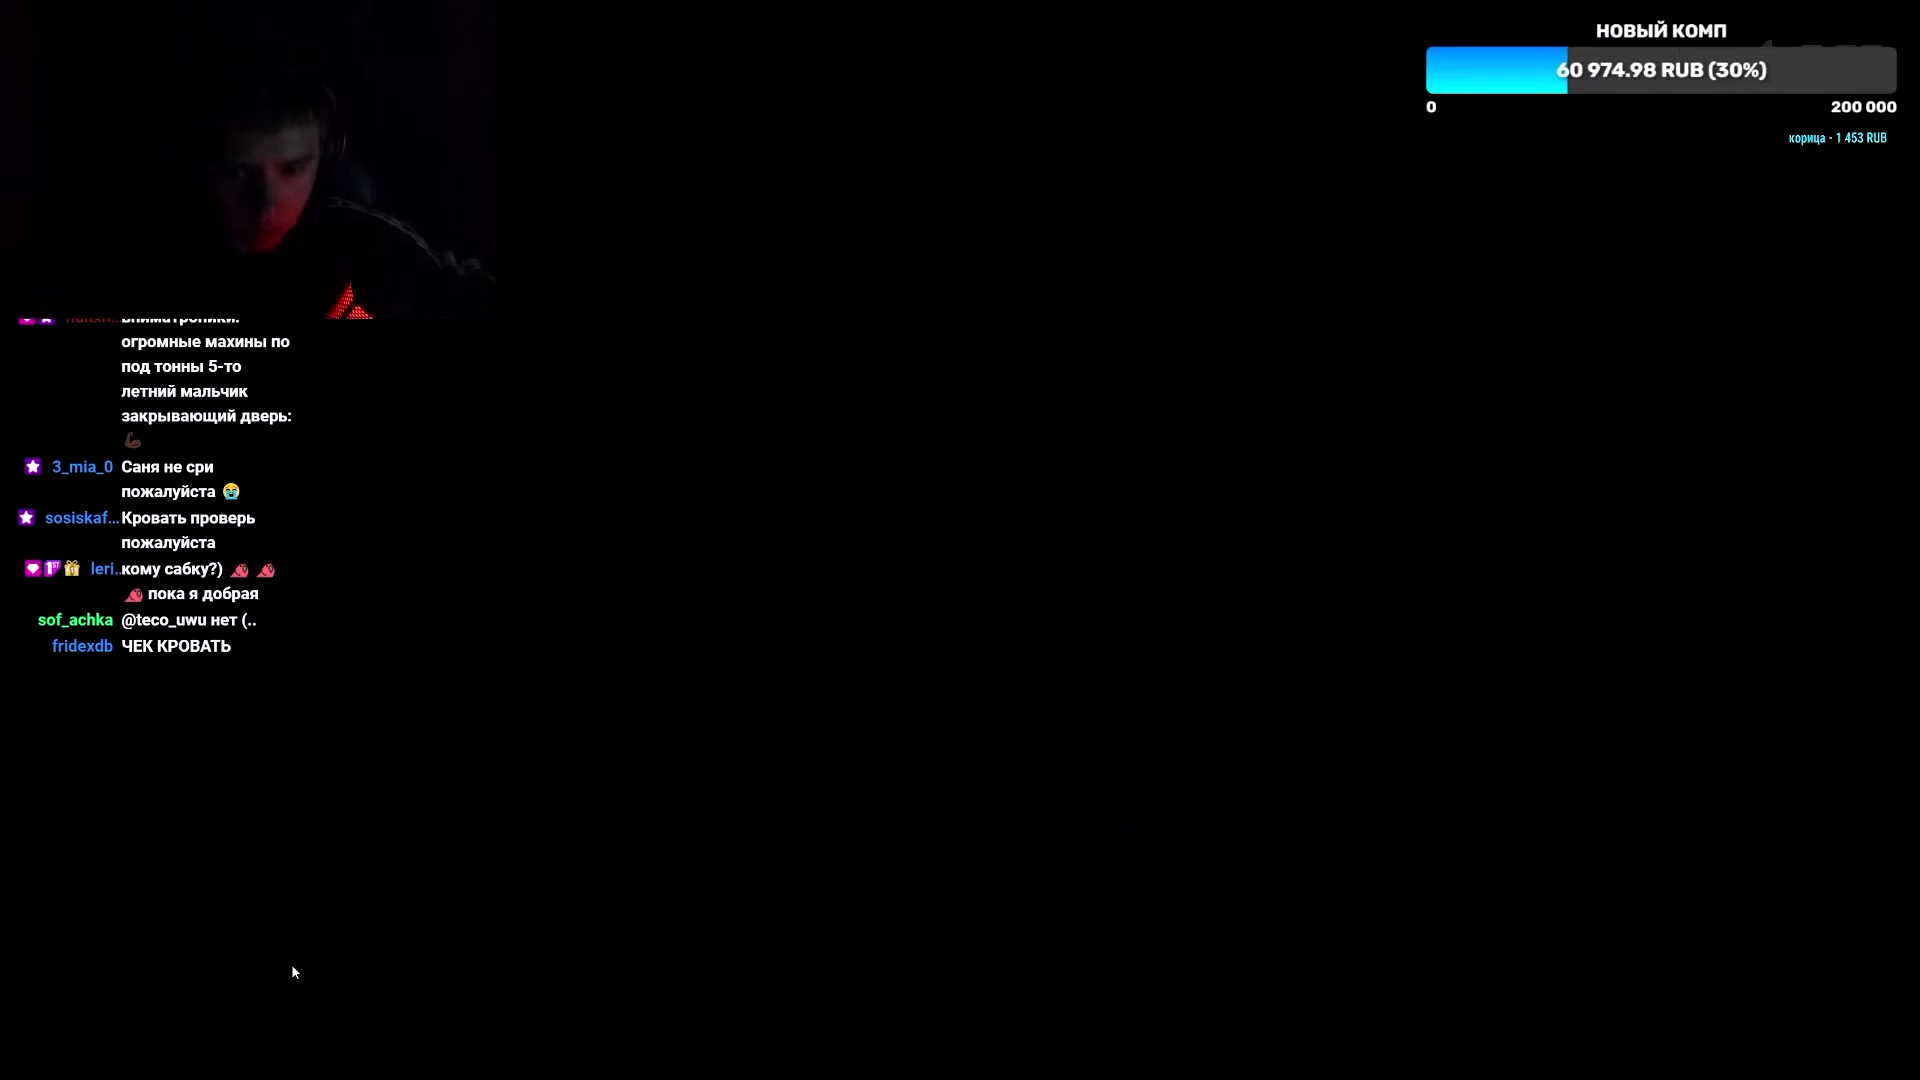 НОВЫЙ КОМП
60 974.98 RUB (30%)
0 200 000
корица - 1 453 RUB
огромные махины по
под тонны 5-то
летний мальчик
закрывающий дверь:
💪🏿
3_mia_0 Саня не сри
пожалуйста 😭
sosiskaf... Кровать проверь
пожалуйста
leri.. кому сабку?)
пока я добрая
sof_achka @teco_uwu нет (..
fridexdb ЧЕК КРОВАТЬ